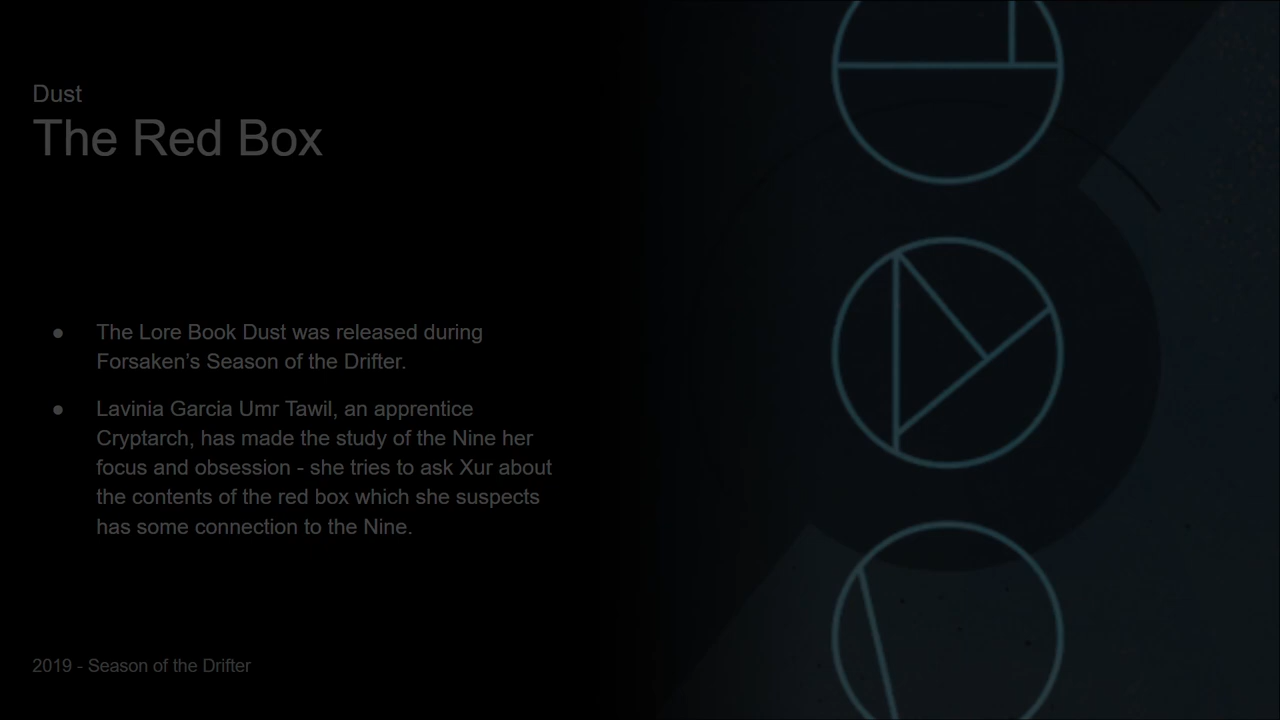 Dust
The Red Box
● The Lore Book Dust was released during
Forsaken’s Season of the Drifter.
● Lavinia Garcia Umr Tawil, an apprentice
Cryptarch, has made the study of the Nine her
focus and obsession - she tries to ask Xur about
the contents of the red box which she suspects
has some connection to the Nine.
2019 - Season of the Drifter